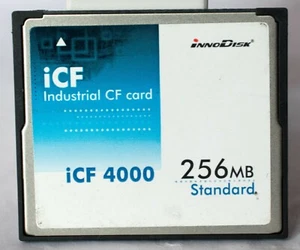 INNODISK
iCF
Industrial CF card
iCF 4000
256MB
Standard